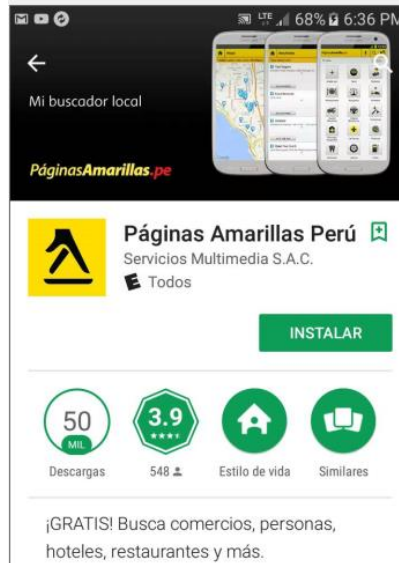 LTE 68% 6:36 PM
Mi buscador local
PáginasAmarillas.pe
Páginas Amarillas Perú
Servicios Multimedia S.A.C.
E Todos
INSTALAR
50
MIL
Descargas
3.9
548
Estilo de vida
Similares
¡GRATIS! Busca comercios, personas,
hoteles, restaurantes y más.